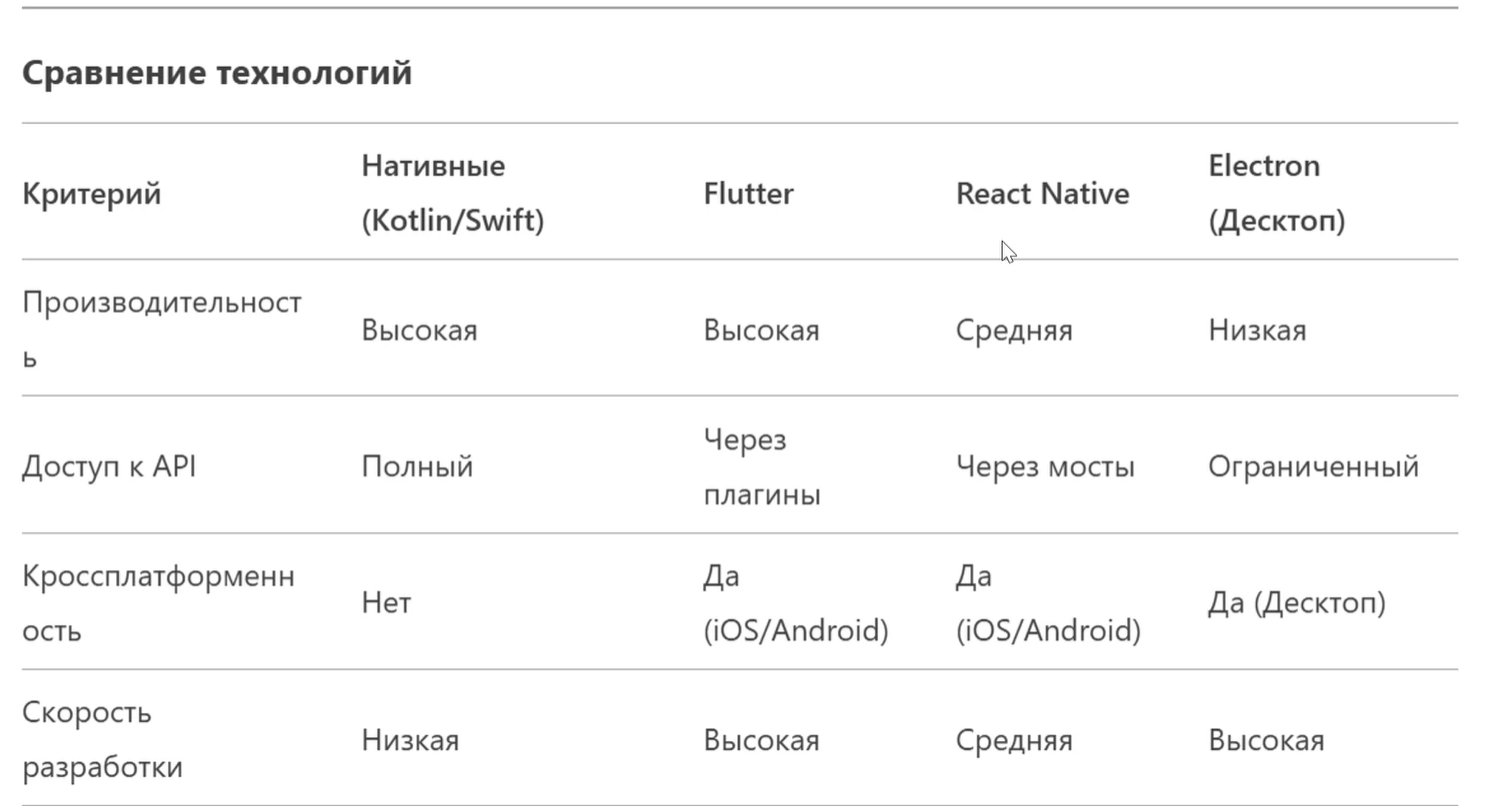 Сравнение технологий
Критерий
Нативные
(Kotlin/Swift)
Flutter
React Native
Electron
(Десктоп)
Производительност
ь
Высокая
Высокая
Средняя
Низкая
Доступ к API
Полный
Через
плагины
Через мосты
Ограниченный
Кроссплатформенн
ость
Нет
Да
(iOS/Android)
Да
(iOS/Android)
Да (Десктоп)
Скорость
разработки
Низкая
Высокая
Средняя
Высокая